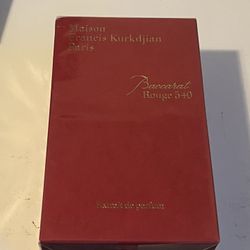 Maison
Francis Kurkdjian
Paris
Baccarat
Rouge 540
Extrait de parfum